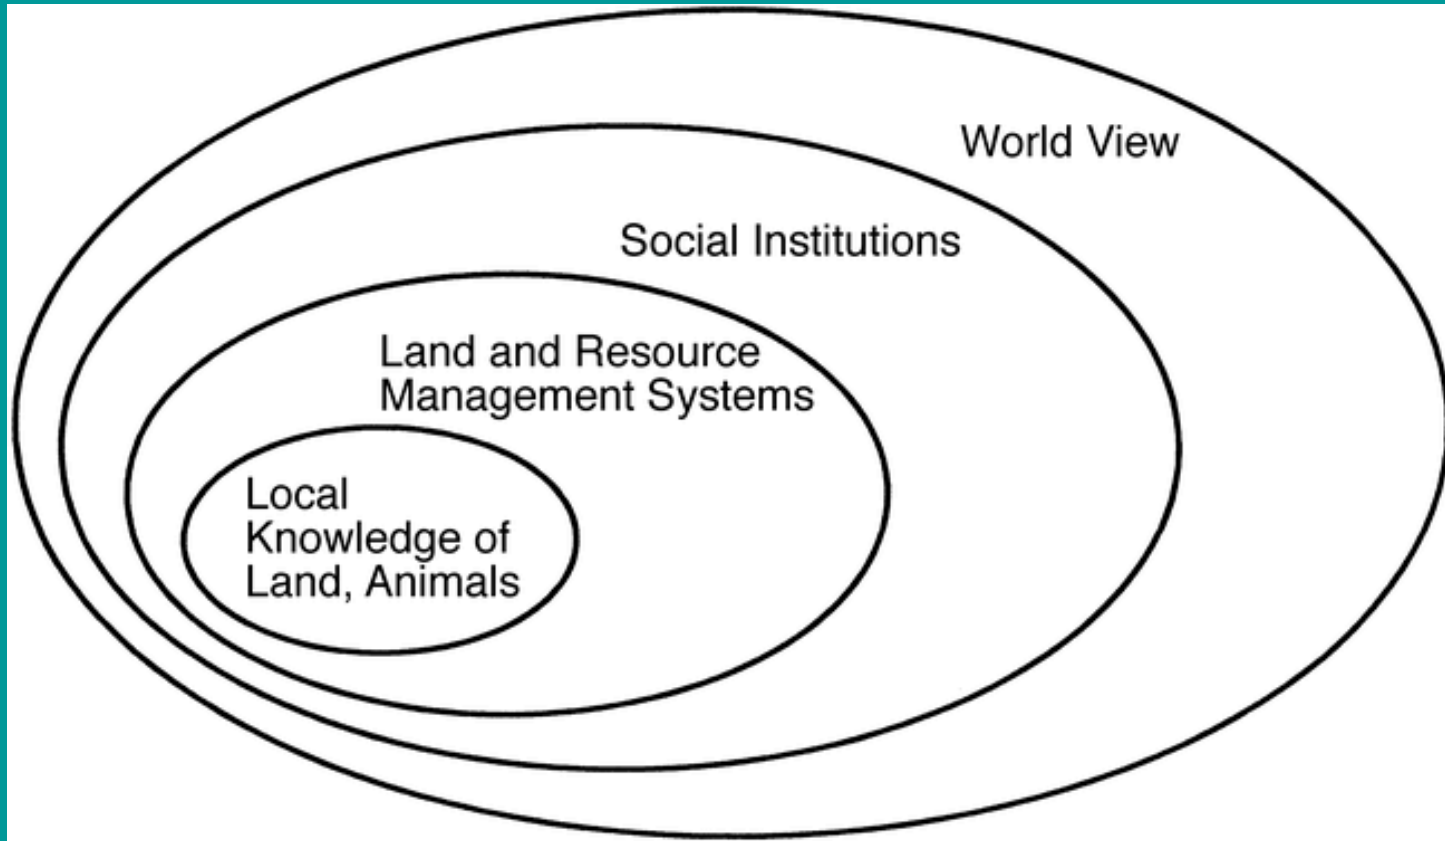 World View
Social Institutions
Land and Resource
Management Systems
Local
Knowledge of
Land, Animals